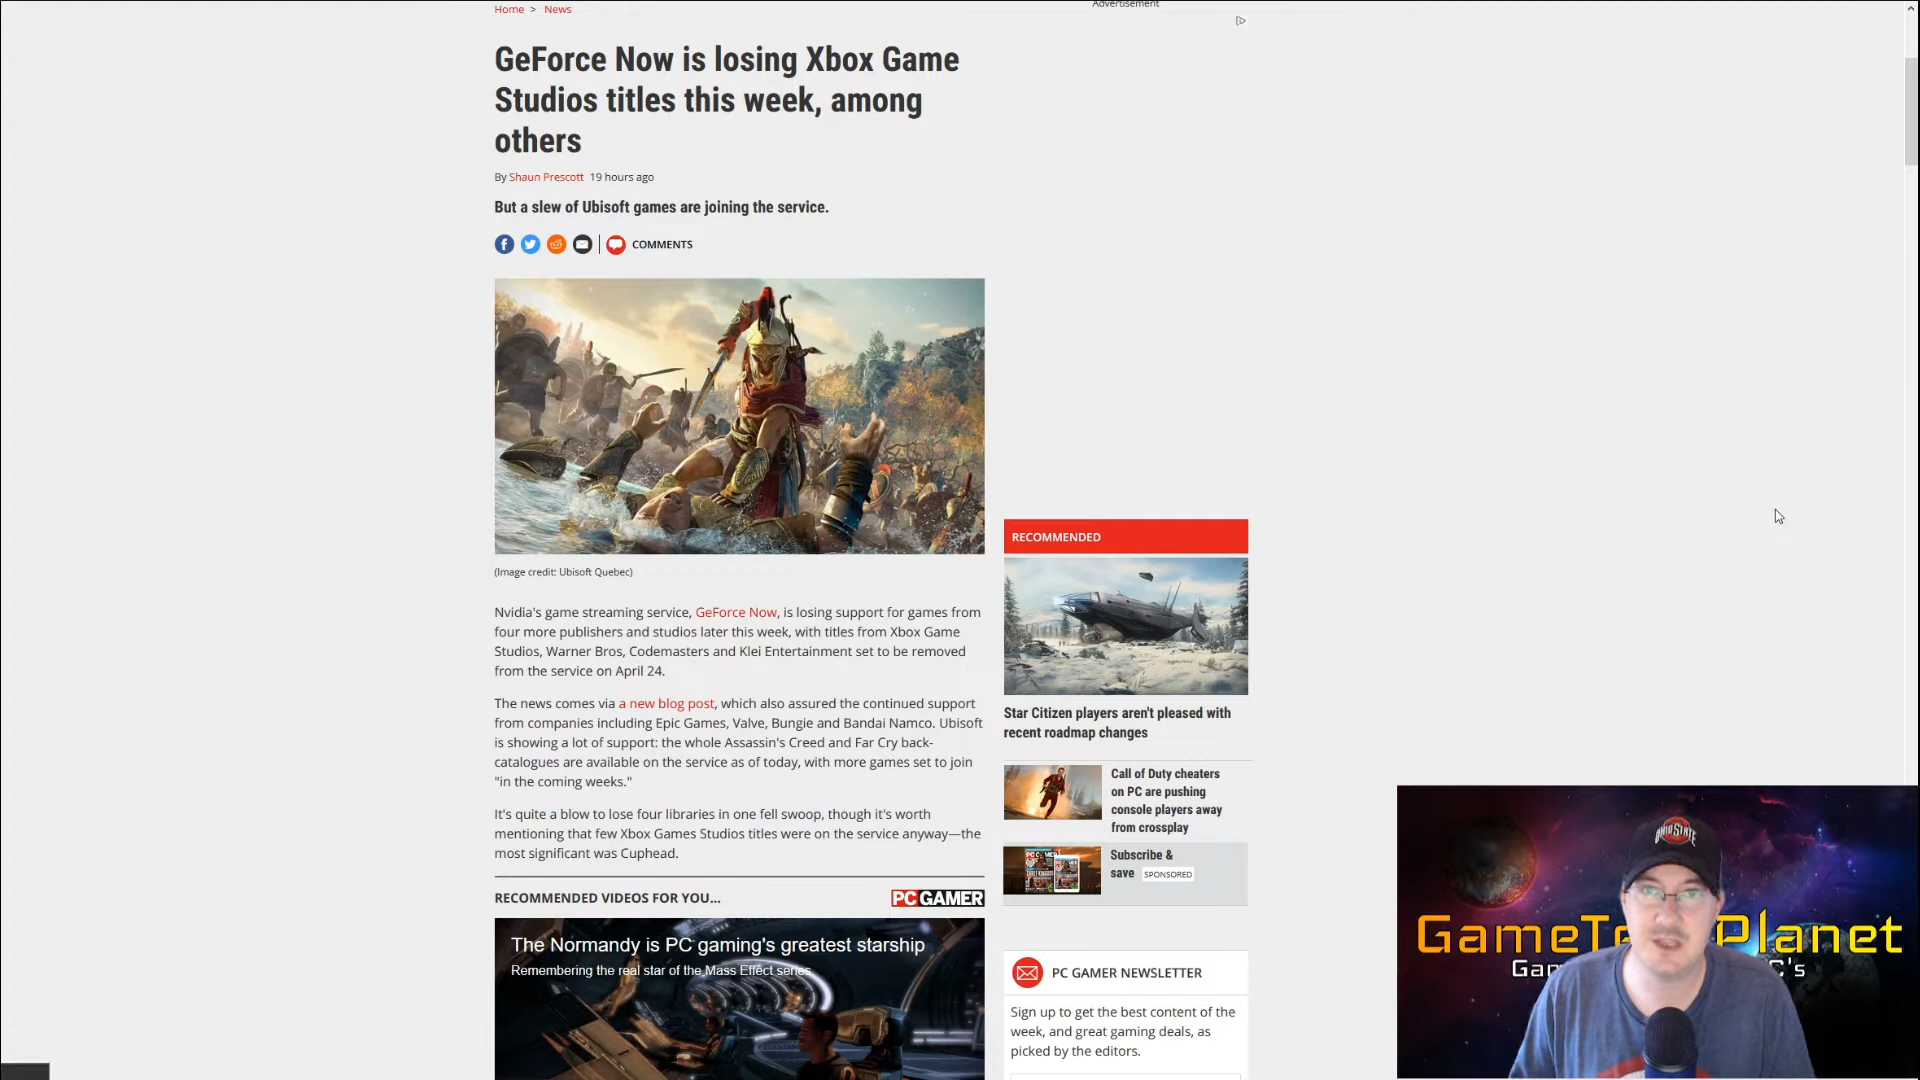 Advertisement
Home > News
GeForce Now is losing Xbox Game
Studios titles this week, among
others
By Shaun Prescott 19 hours ago
But a slew of Ubisoft games are joining the service.
COMMENTS
(Image credit: Ubisoft Quebec)
Nvidia's game streaming service, GeForce Now, is losing support for games from
four more publishers and studios later this week, with titles from Xbox Game
Studios, Warner Bros, Codemasters and Klei Entertainment set to be removed
from the service on April 24.
The news comes via a new blog post, which also assured the continued support
from companies including Epic Games, Valve, Bungie and Bandai Namco. Ubisoft
is showing a lot of support: the whole Assassin's Creed and Far Cry back-
catalogues are available on the service as of today, with more games set to join
"in the coming weeks."
It's quite a blow to lose four libraries in one fell swoop, though it's worth
mentioning that few Xbox Games Studios titles were on the service anyway—the
most significant was Cuphead.
RECOMMENDED VIDEOS FOR YOU...
PC GAMER
The Normandy is PC gaming's greatest starship
Remembering the real star of the Mass Effect series
RECOMMENDED
Star Citizen players aren't pleased with
recent roadmap changes
Call of Duty cheaters
on PC are pushing
console players away
from crossplay
Subscribe &
save SPONSORED
PC GAMER NEWSLETTER
Sign up to get the best content of the
week, and great gaming deals, as
picked by the editors.
OHIO STATE